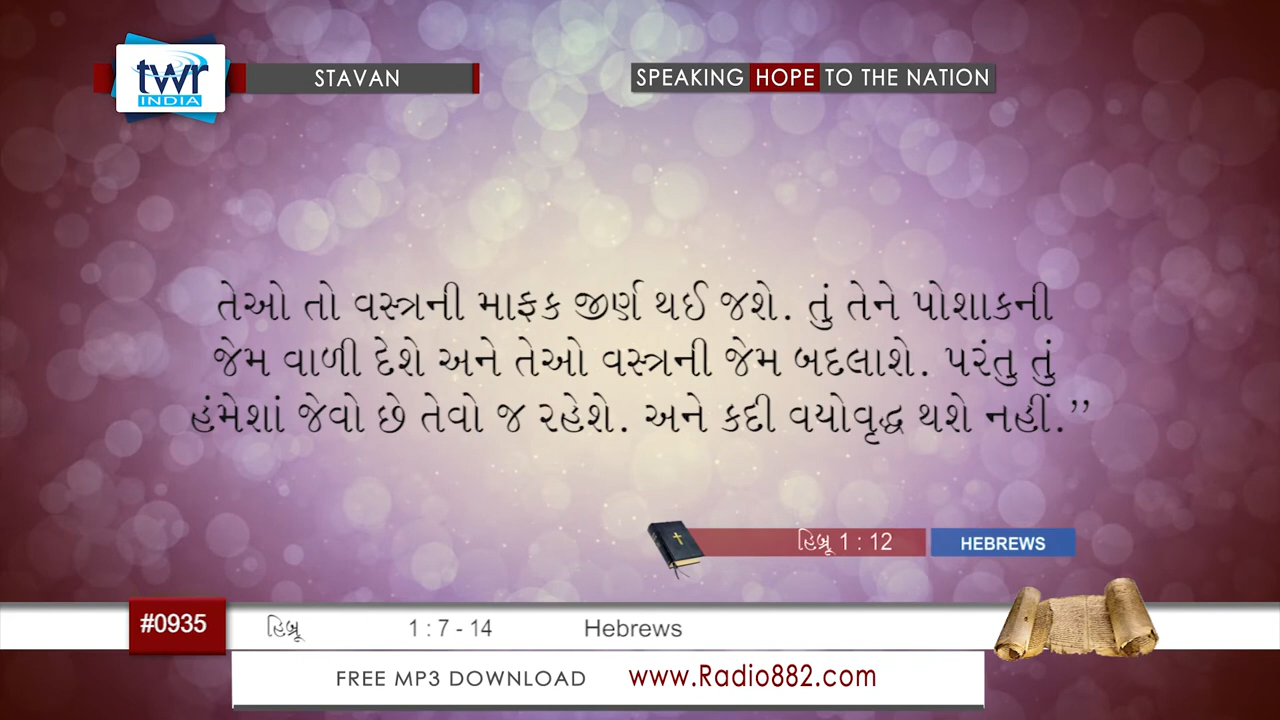 twr
INDIA
STAVAN
SPEAKING HOPE TO THE NATION
તેઓ તો વસ્ત્રની માફક જીર્ણ થઈ જશે. તું તેને પોશાકની
જેમ વાળી દેશે અને તેઓ વસ્ત્રની જેમ બદલાશે. પરંતુ તું
હંમેશાં જેવો છે તેવો જ રહેશે. અને કદી વયોવૃદ્ધ થશે નહીં.”
હિબ્રૂ 1 : 12
HEBREWS
#0935
હિબ્રૂ 1 : 7 - 14 Hebrews
FREE MP3 DOWNLOAD www.Radio882.com